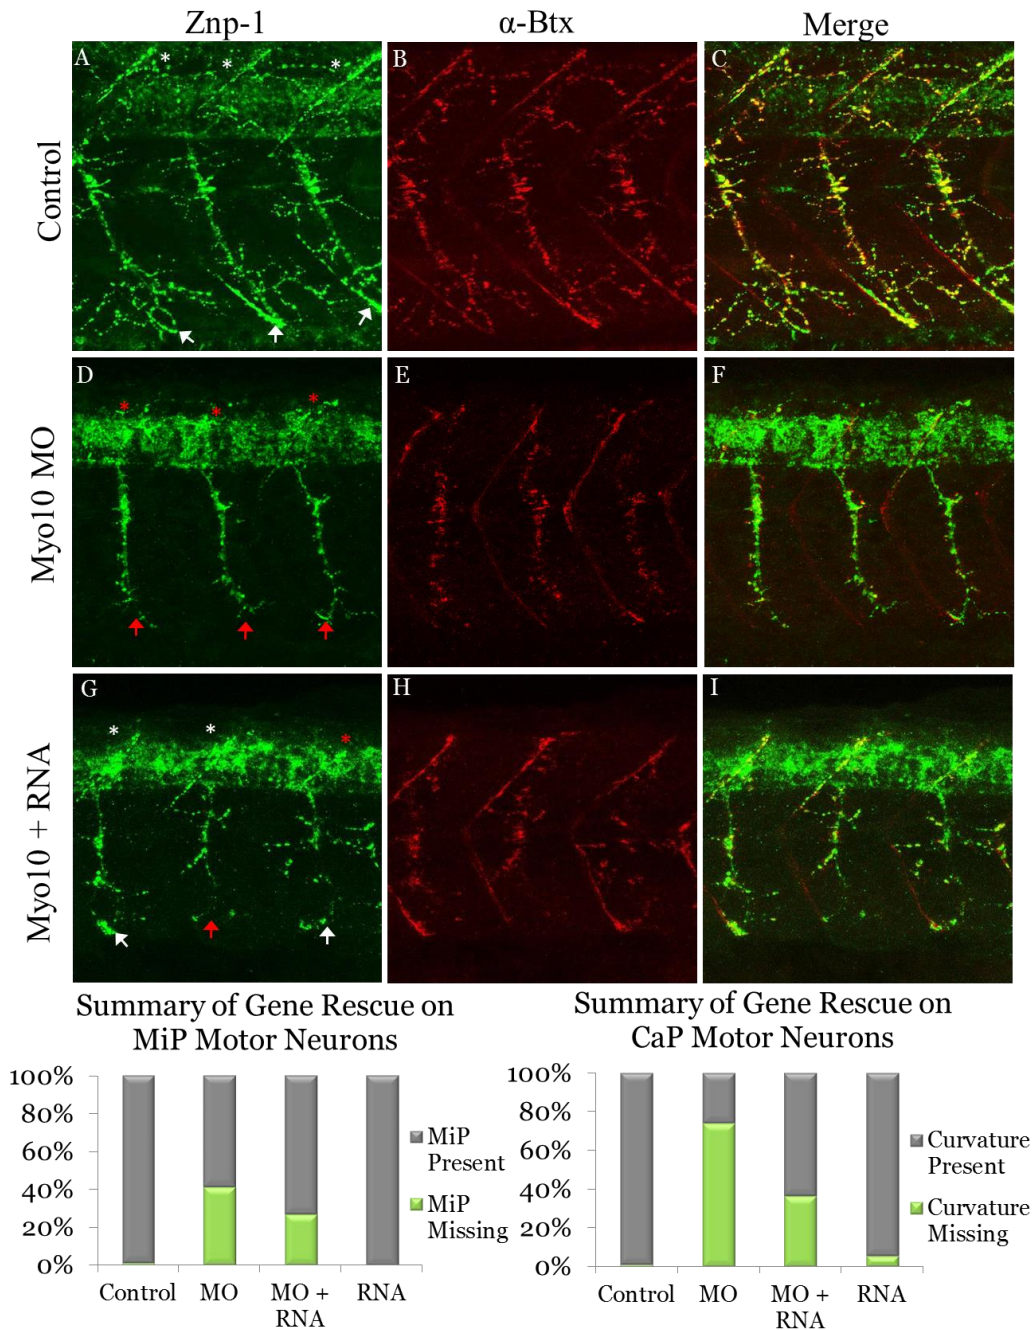 Znp-1
α-Btx
Merge
Control
A
*
*
*
B
C
Myo10 MO
D
*
*
*
E
F
Myo10 + RNA
G
*
*
*
H
I
Summary of Gene Rescue on
MiP Motor Neurons
100%
80%
60%
40%
20%
0%
Control
MO
MO +
RNA
RNA
MiP
Present
MiP
Missing
Summary of Gene Rescue on
CaP Motor Neurons
100%
80%
60%
40%
20%
0%
Control
MO
MO +
RNA
RNA
Curvature
Present
Curvature
Missing